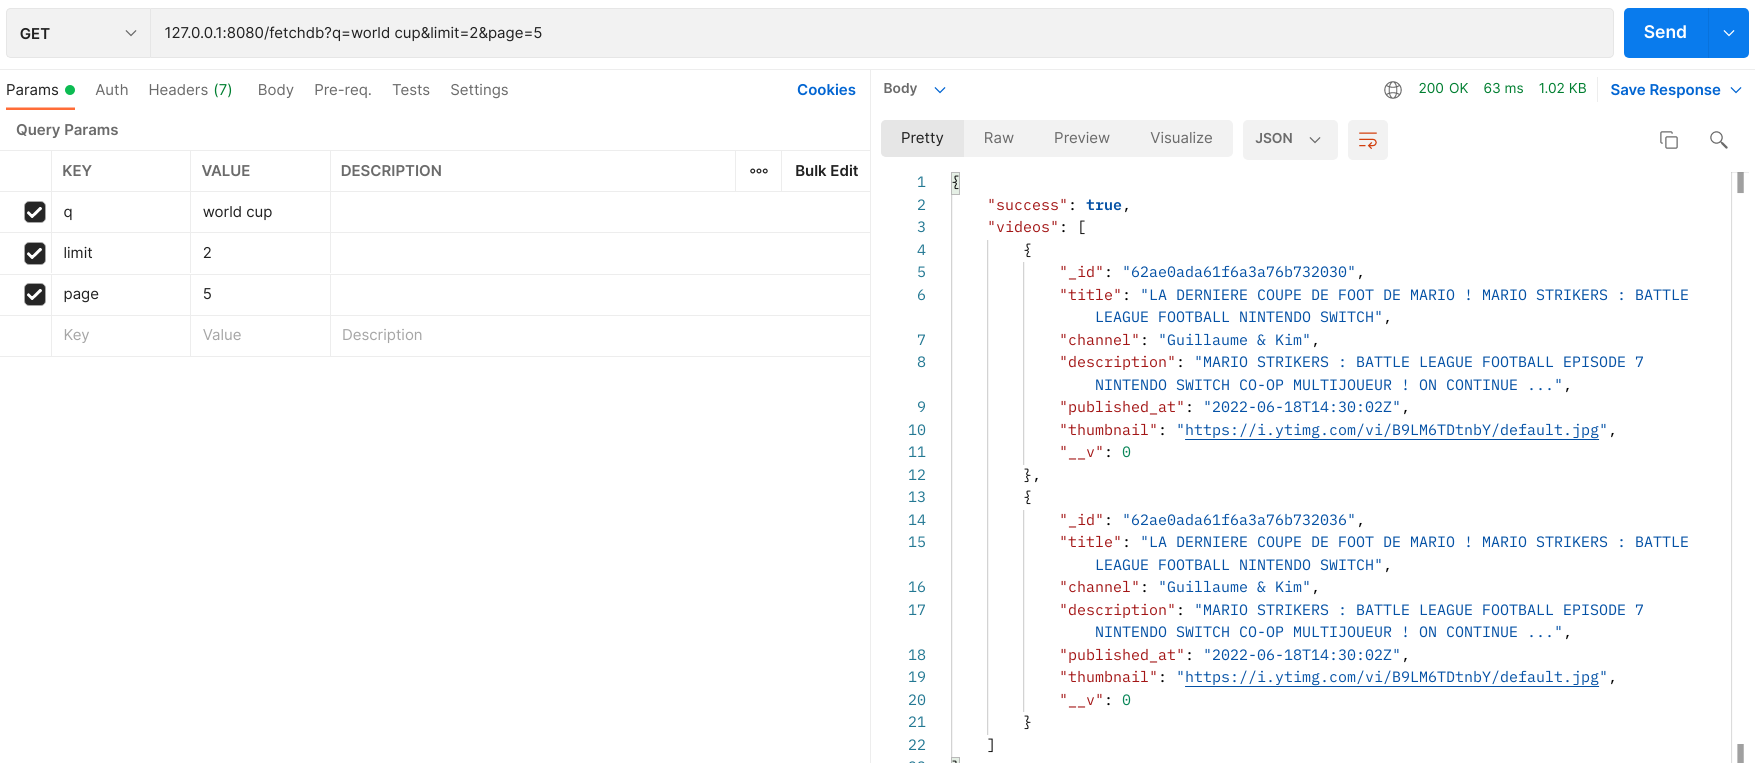 GET
127.0.0.1:8080/fetchdb?q=world cup&limit=2&page=5
Send
Params Auth Headers (7) Body Pre-req. Tests Settings Cookies
Query Params
KEY VALUE DESCRIPTION ooo Bulk Edit
q world cup
limit 2
page 5
Key Value Description
Body 200 OK 63 ms 1.02 KB Save Response
Pretty Raw Preview Visualize JSON
1 {
2 "success": true,
3 "videos": [
4 {
5 "_id": "62ae0ada61f6a3a76b732030",
6 "title": "LA DERNIERE COUPE DE FOOT DE MARIO ! MARIO STRIKERS : BATTLE
LEAGUE FOOTBALL NINTENDO SWITCH",
7 "channel": "Guillaume & Kim",
8 "description": "MARIO STRIKERS : BATTLE LEAGUE FOOTBALL EPISODE 7
NINTENDO SWITCH CO-OP MULTIJOUEUR ! ON CONTINUE ...",
9 "published_at": "2022-06-18T14:30:02Z",
10 "thumbnail": "https://i.ytimg.com/vi/B9LM6TDtnbY/default.jpg",
11 "__v": 0
12 },
13 {
14 "_id": "62ae0ada61f6a3a76b732036",
15 "title": "LA DERNIERE COUPE DE FOOT DE MARIO ! MARIO STRIKERS : BATTLE
LEAGUE FOOTBALL NINTENDO SWITCH",
16 "channel": "Guillaume & Kim",
17 "description": "MARIO STRIKERS : BATTLE LEAGUE FOOTBALL EPISODE 7
NINTENDO SWITCH CO-OP MULTIJOUEUR ! ON CONTINUE ...",
18 "published_at": "2022-06-18T14:30:02Z",
19 "thumbnail": "https://i.ytimg.com/vi/B9LM6TDtnbY/default.jpg",
20 "__v": 0
21 }
22 ]